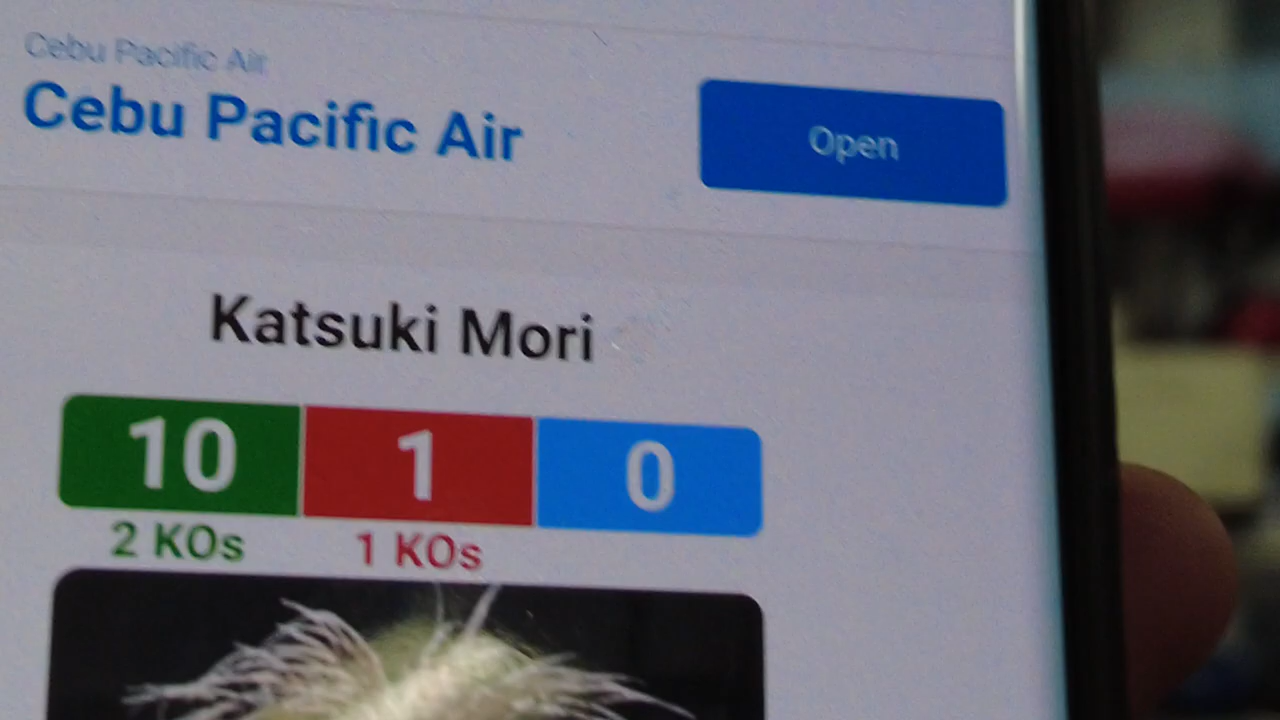 Cebu Pacific Air
Cebu Pacific Air
Open
Katsuki Mori
10 1 0
2 KOs 1 KOs